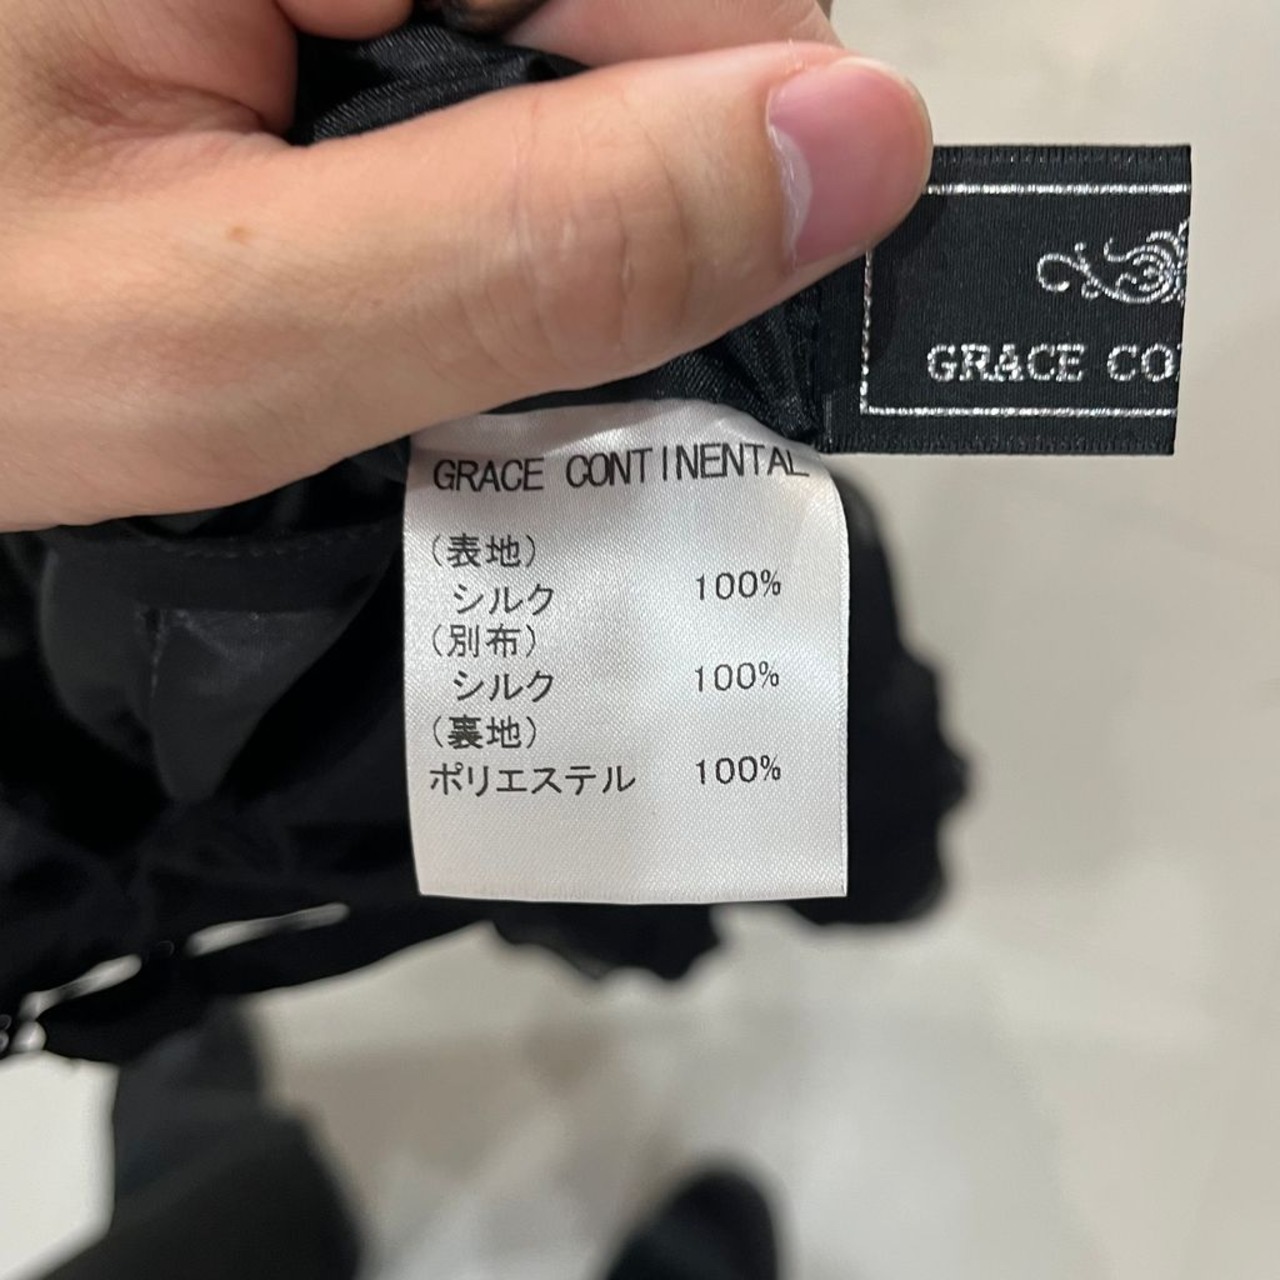 GRACE CO
GRACE CONTINENTAL
(表地)
シルク 100%
(別布)
シルク 100%
(裏地)
ポリエステル 100%